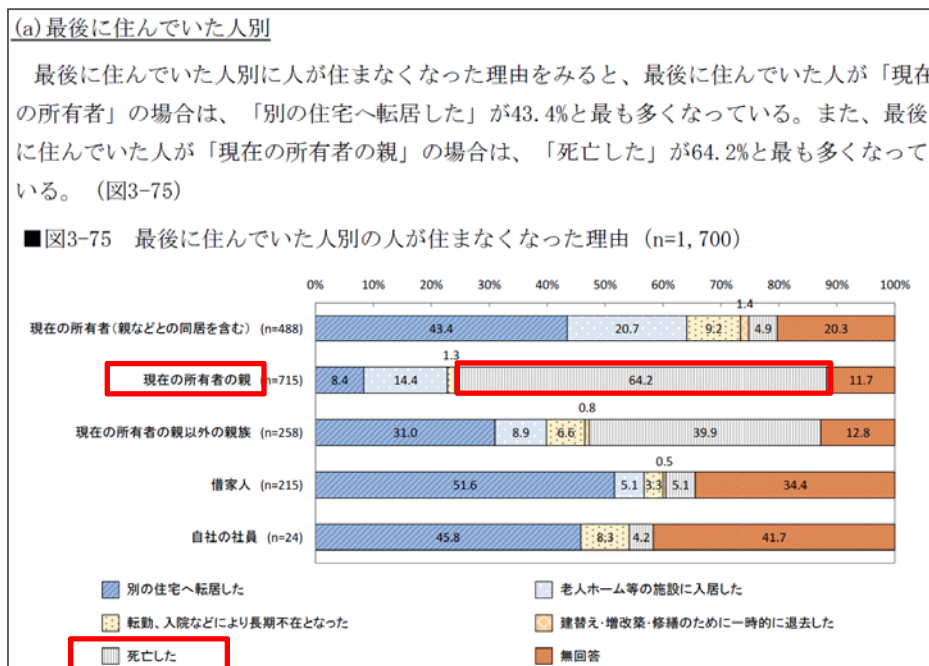 (a)最後に住んでいた人別
最後に住んでいた人別に人が住まなくなった理由をみると、最後に住んでいた人が「現在
の所有者」の場合は、「別の住宅へ転居した」が43.4%と最も多くなっている。また、最後
に住んでいた人が「現在の所有者の親」の場合は、「死亡した」が64.2%と最も多くなって
いる。（図3-75）
■図3-75　最後に住んでいた人別の人が住まなくなった理由（n=1,700）
0% 10% 20% 30% 40% 50% 60% 70% 80% 90% 100%
1.4
現在の所有者（親などとの同居を含む） (n=488) 43.4 20.7 9.2 4.9 20.3
1.3
現在の所有者の親 (n=715) 8.4 14.4 64.2 11.7
0.8
現在の所有者の親以外の親族 (n=258) 31.0 8.9 6.6 39.9 12.8
0.5
借家人 (n=215) 51.6 5.1 3.3 5.1 34.4
自社の社員 (n=24) 45.8 8.3 4.2 41.7
別の住宅へ転居した 老人ホーム等の施設に入居した
転勤、入院などにより長期不在となった 建替え・増改築・修繕のために一時的に退去した
死亡した 無回答